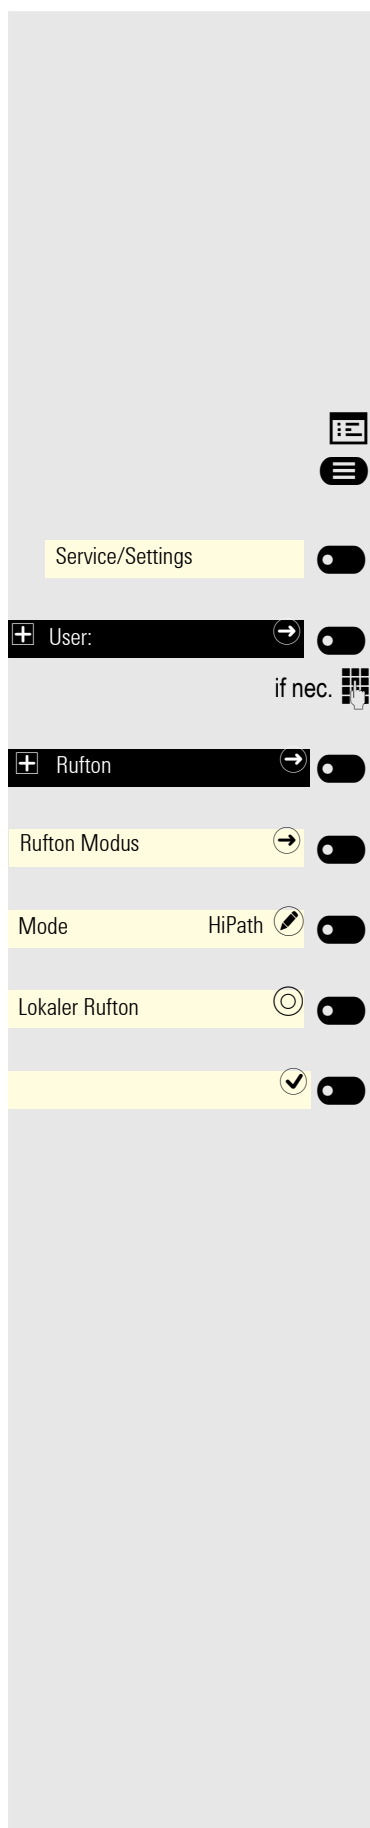 Service/Settings
User:
if nec.
Rufton
Rufton Modus
Mode HiPath
Lokaler Rufton